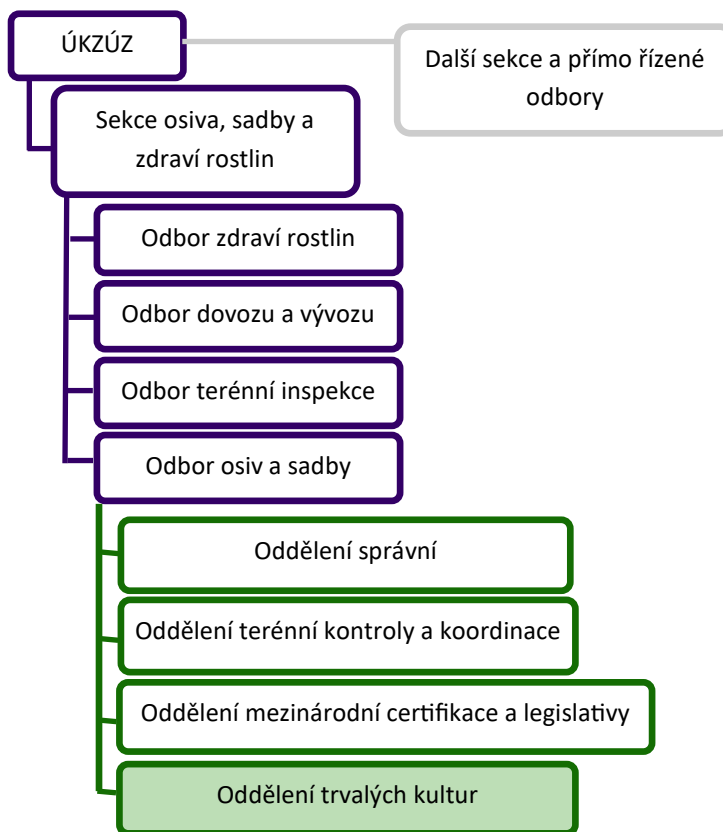 ÚKZÚZ
Další sekce a přímo řízené
odbory
Sekce osiva, sadby a
zdraví rostlin
Odbor zdraví rostlin
Odbor dovozu a vývozu
Odbor terénní inspekce
Odbor osiv a sadby
Oddělení správní
Oddělení terénní kontroly a koordinace
Oddělení mezinárodní certifikace a legislativy
Oddělení trvalých kultur